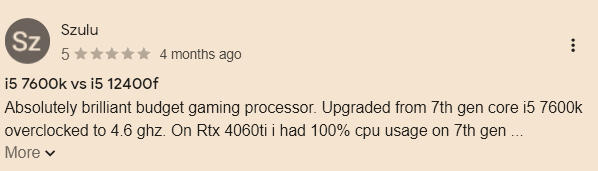 Sz
Szulu
5 ★★★★★ 4 months ago
i5 7600k vs i5 12400f
Absolutely brilliant budget gaming processor. Upgraded from 7th gen core i5 7600k
overclocked to 4.6 ghz. On Rtx 4060ti i had 100% cpu usage on 7th gen ...
More